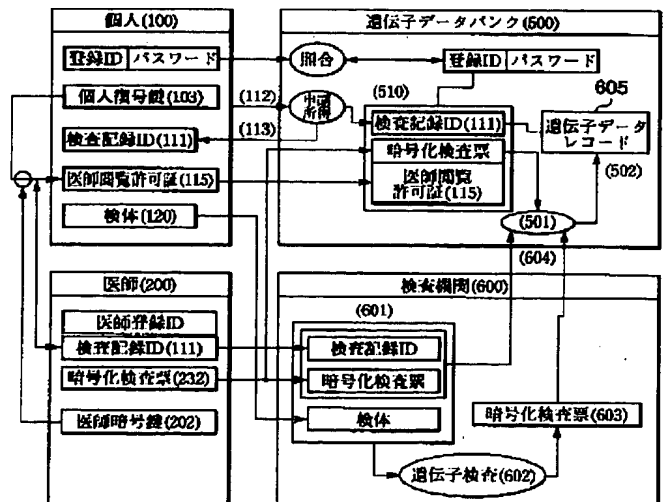 個人(100)
登録ID パスワード
個人復号鍵(103)
検査記録ID(111)
医師閲覧許可証(115)
検体(120)
(112)
(113)
遺伝子データバンク(500)
照合
登録ID パスワード
(510)
検査記録ID(111)
暗号化検査票
医師閲覧
許可証(115)
605
遺伝子データ
レコード
(502)
(501)
(604)
医師(200)
医師登録ID
検査記録ID(111)
暗号化検査票(232)
医師暗号鍵(202)
検査機関(600)
(601)
検査記録ID
暗号化検査票
検体
暗号化検査票(603)
遺伝子検査(602)